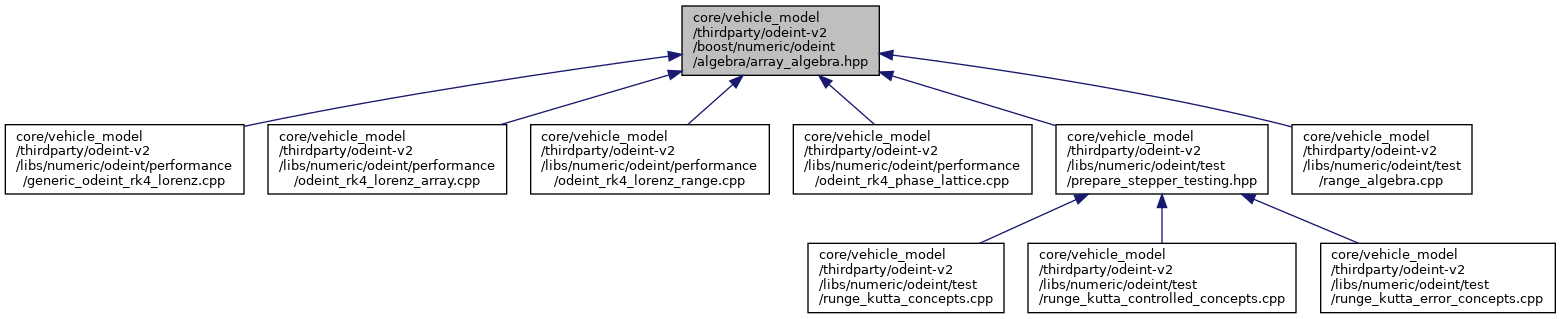 core/vehicle_model
/thirdparty/odeint-v2
/boost/numeric/odeint
/algebra/array_algebra.hpp
core/vehicle_model
/thirdparty/odeint-v2
/libs/numeric/odeint/performance
/generic_odeint_rk4_lorenz.cpp
core/vehicle_model
/thirdparty/odeint-v2
/libs/numeric/odeint/performance
/odeint_rk4_lorenz_array.cpp
core/vehicle_model
/thirdparty/odeint-v2
/libs/numeric/odeint/performance
/odeint_rk4_lorenz_range.cpp
core/vehicle_model
/thirdparty/odeint-v2
/libs/numeric/odeint/performance
/odeint_rk4_phase_lattice.cpp
core/vehicle_model
/thirdparty/odeint-v2
/libs/numeric/odeint/test
/prepare_stepper_testing.hpp
core/vehicle_model
/thirdparty/odeint-v2
/libs/numeric/odeint/test
/range_algebra.cpp
core/vehicle_model
/thirdparty/odeint-v2
/libs/numeric/odeint/test
/runge_kutta_concepts.cpp
core/vehicle_model
/thirdparty/odeint-v2
/libs/numeric/odeint/test
/runge_kutta_controlled_concepts.cpp
core/vehicle_model
/thirdparty/odeint-v2
/libs/numeric/odeint/test
/runge_kutta_error_concepts.cpp